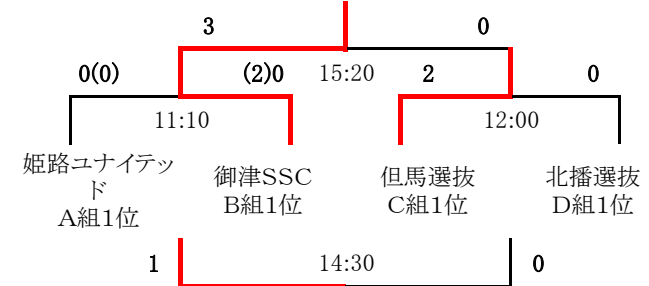 3 0
0(0) (2)0 15:20 2 0
11:10 12:00
姫路ユナイテッ
ド
A組1位
御津SSC
B組1位
但馬選抜
C組1位
北播選抜
D組1位
1 14:30 0